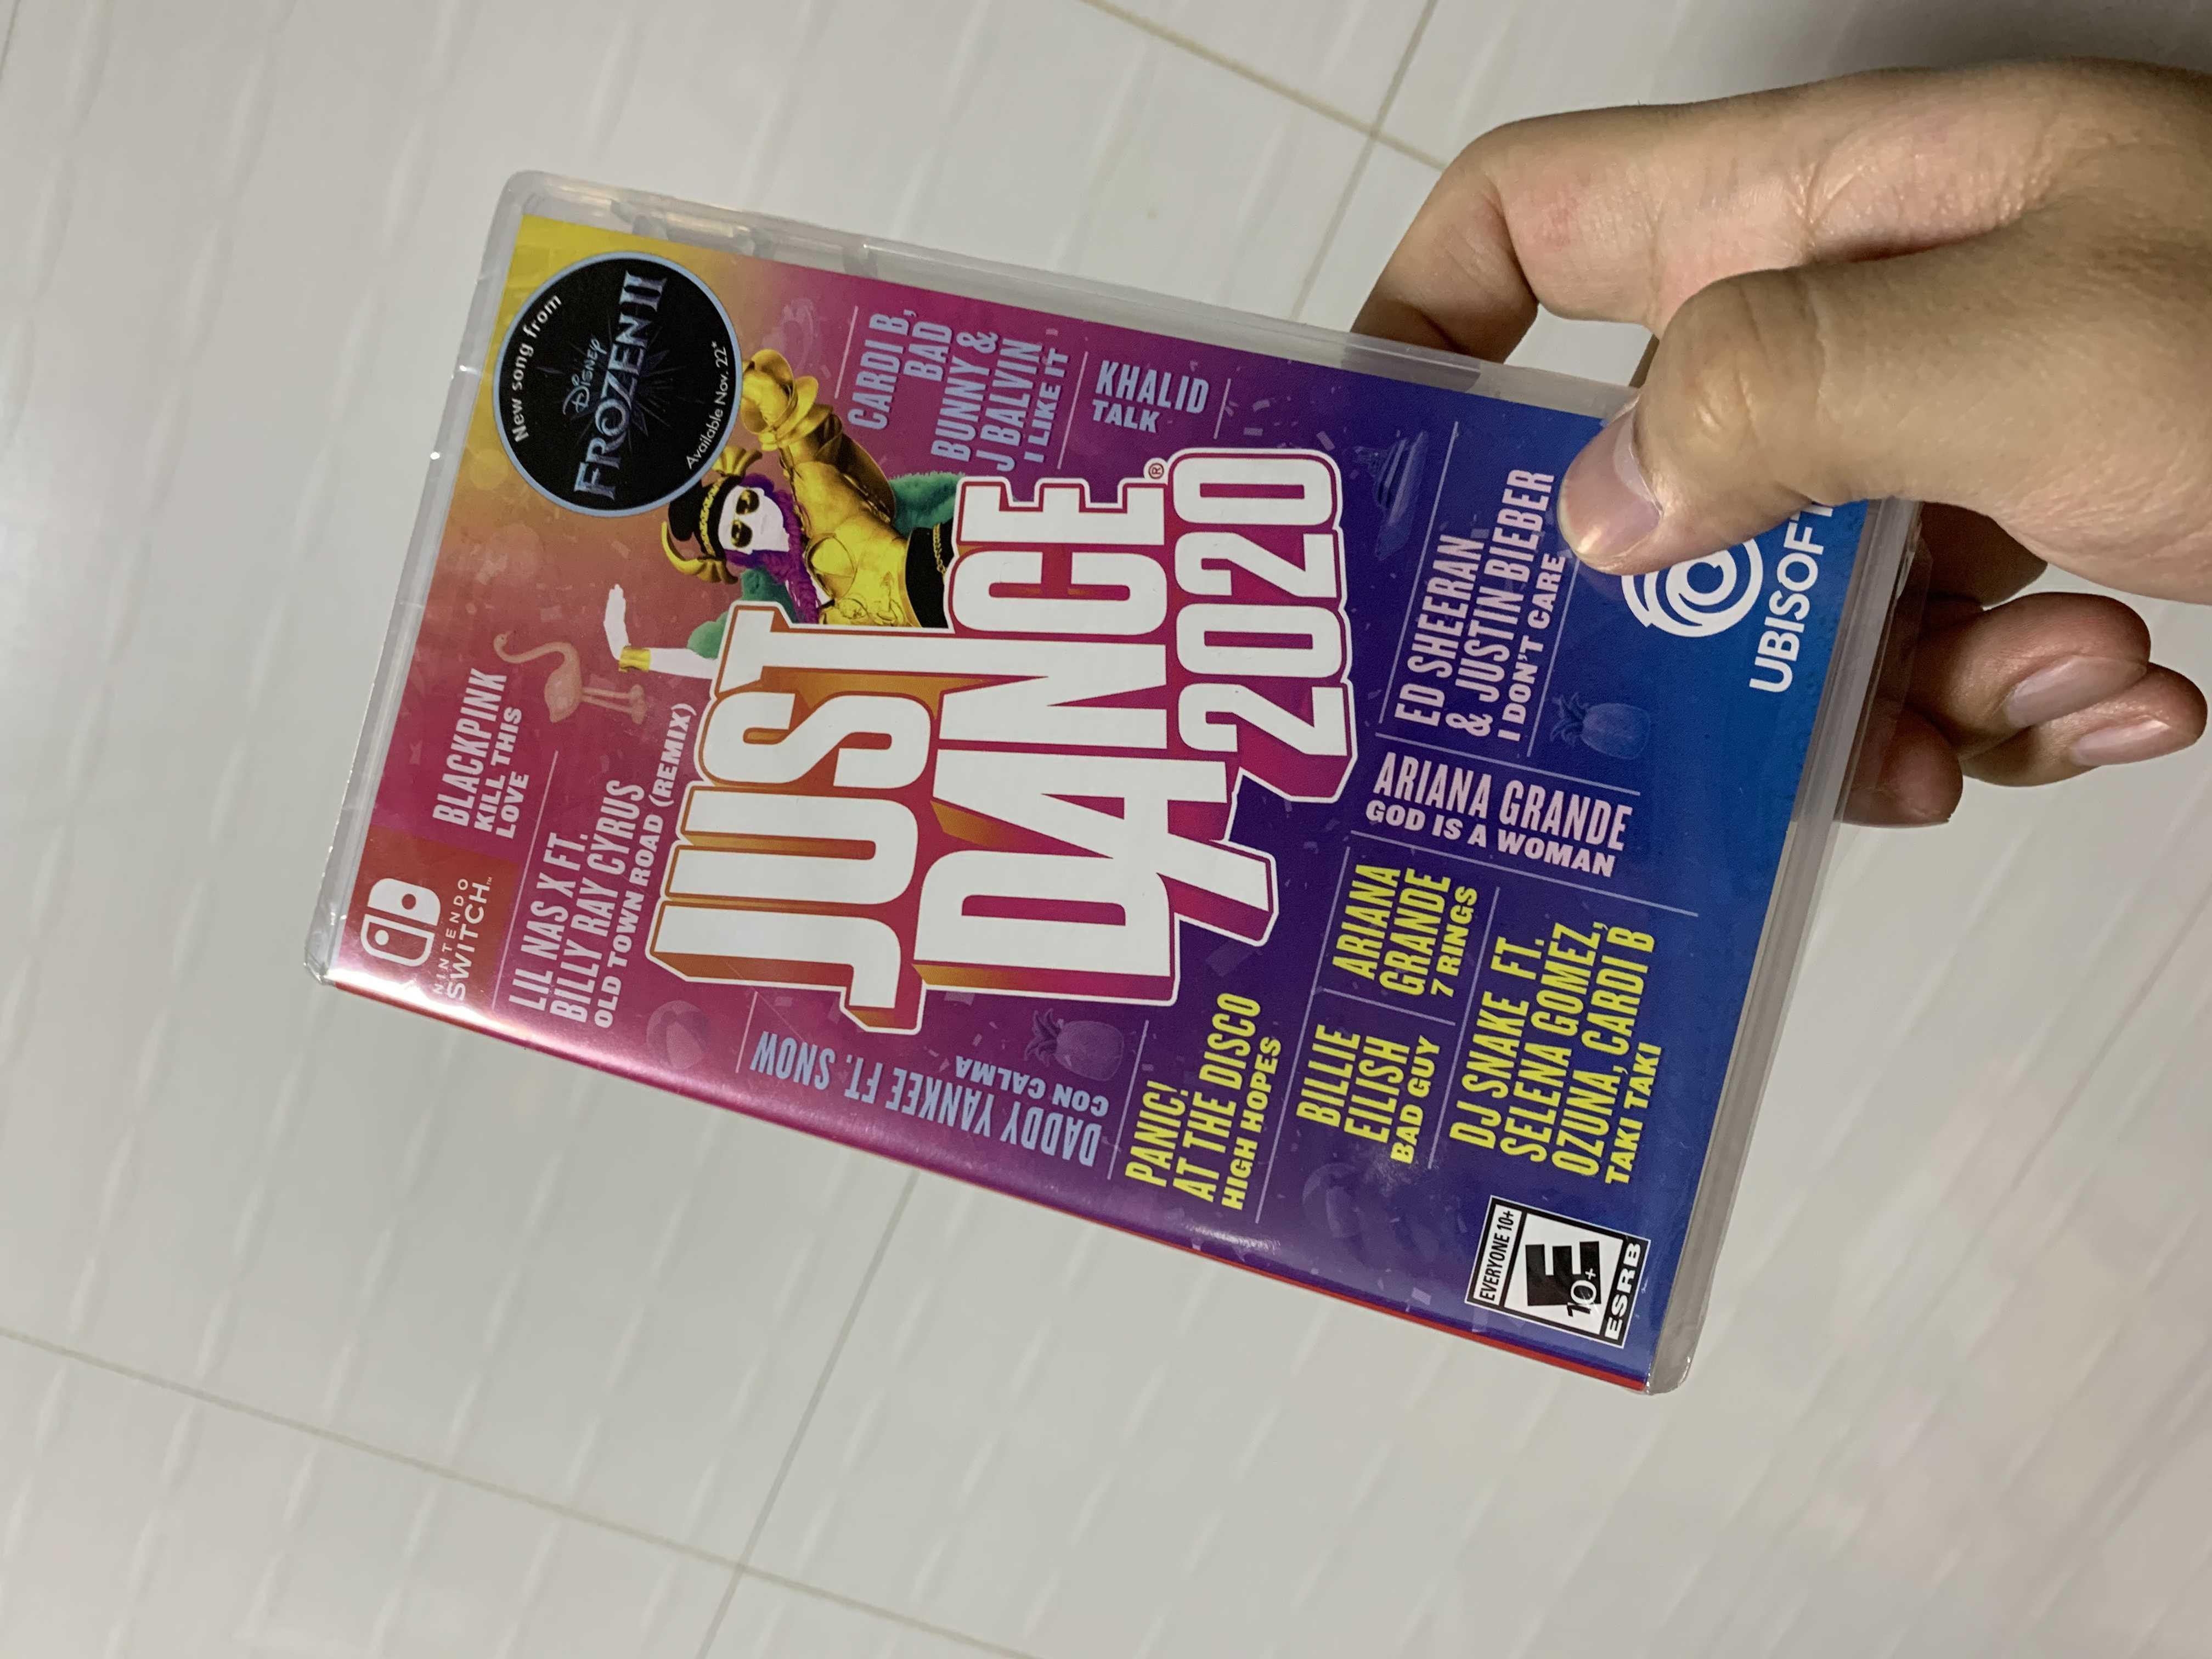 NINTENDO
SWITCH™
New song from
DISNEY
FROZEN II
Available Nov. 22*
BLACKPINK
KILL THIS
LOVE
LIL NAS X FT.
BILLY RAY CYRUS
OLD TOWN ROAD (REMIX)
CARDI B,
BAD
BUNNY &
J BALVIN
I LIKE IT
KHALID
TALK
JUST
DANCE®
2020
DADDY YANKEE FT. SNOW
CON CALMA
PANIC!
AT THE DISCO
HIGH HOPES
BILLIE
EILISH
BAD GUY
ARIANA
GRANDE
7 RINGS
DJ SNAKE FT.
SELENA GOMEZ,
OZUNA, CARDI B
TAKI TAKI
ARIANA GRANDE
GOD IS A WOMAN
ED SHEERAN
& JUSTIN BIEBER
I DON'T CARE
EVERYONE 10+
E
10+
ESRB
UBISOFT